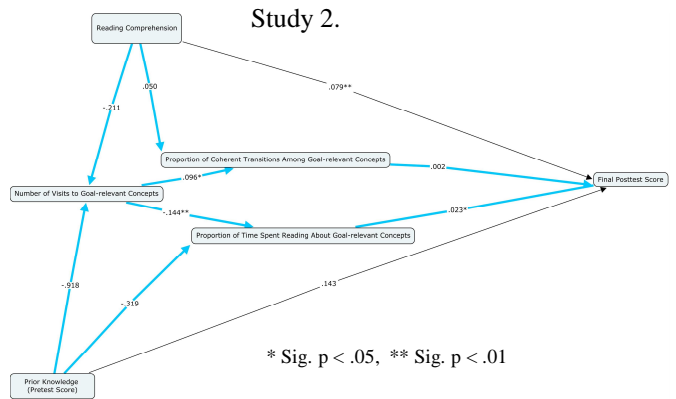 Study 2.
Reading Comprehension
.079**
.050
-.211
Proportion of Coherent Transitions Among Goal-relevant Concepts
.002
.096*
Final Posttest Score
Number of Visits to Goal-relevant Concepts
-.144**
.023*
Proportion of Time Spent Reading About Goal-relevant Concepts
-.918
.143
-.319
* Sig. p < .05, ** Sig. p < .01
Prior Knowledge
(Pretest Score)